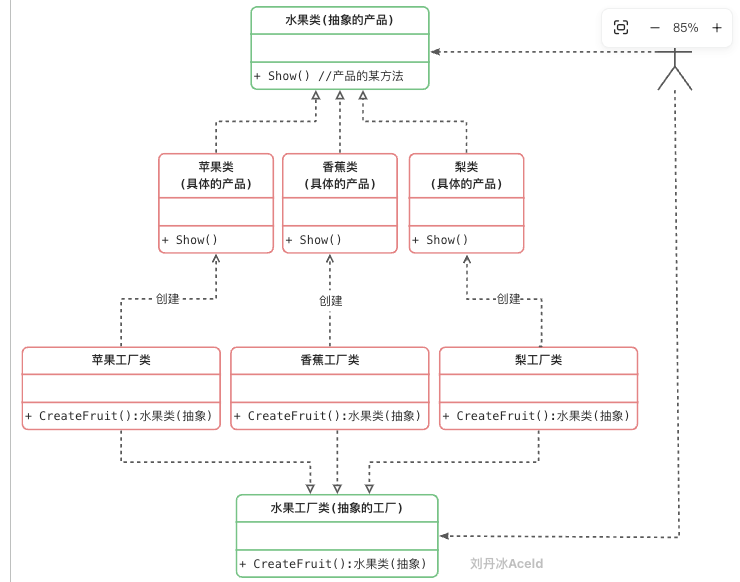 水果类(抽象的产品)
85%
+ Show() //产品的某方法
苹果类
(具体的产品)
香蕉类
(具体的产品)
梨类
(具体的产品)
+ Show()
+ Show()
+ Show()
创建
创建
创建
苹果工厂类
香蕉工厂类
梨工厂类
+ CreateFruit():水果类(抽象)
+ CreateFruit():水果类(抽象)
+ CreateFruit():水果类(抽象)
水果工厂类(抽象的工厂)
+ CreateFruit():水果类(抽象)
刘丹冰Aceld